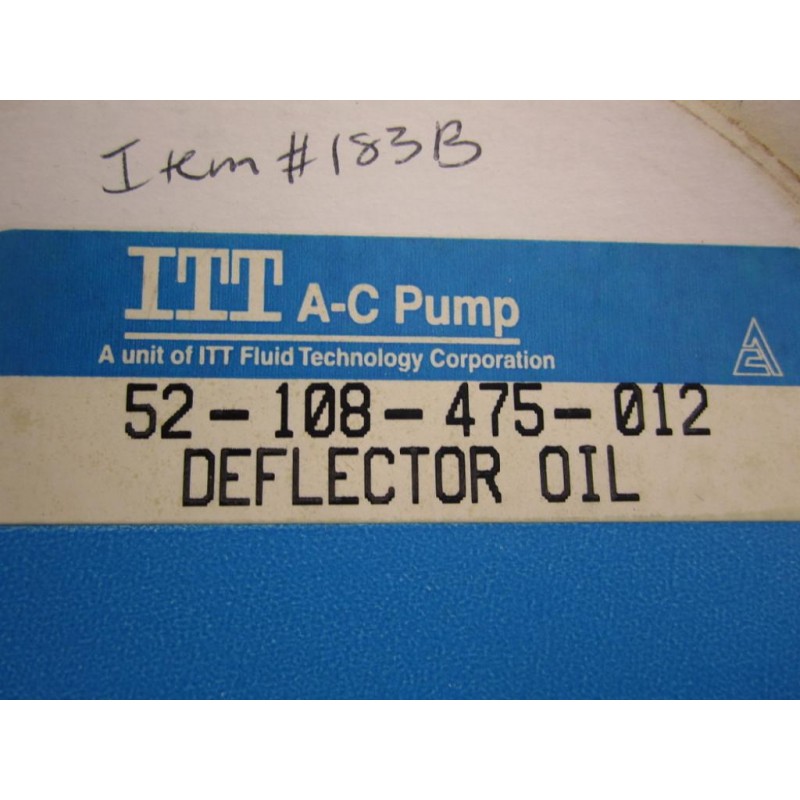 Item #183B
ITT A-C Pump
A unit of ITT Fluid Technology Corporation
52-108-475-012
DEFLECTOR OIL